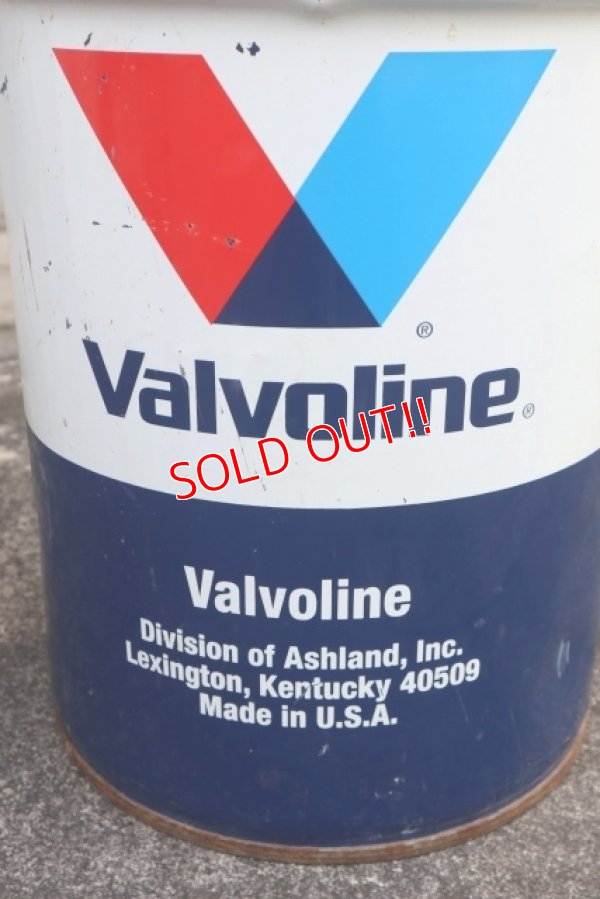 ®
Valvoline®
SOLD OUT!!
Valvoline
Division of Ashland, Inc.
Lexington, Kentucky 40509
Made in U.S.A.